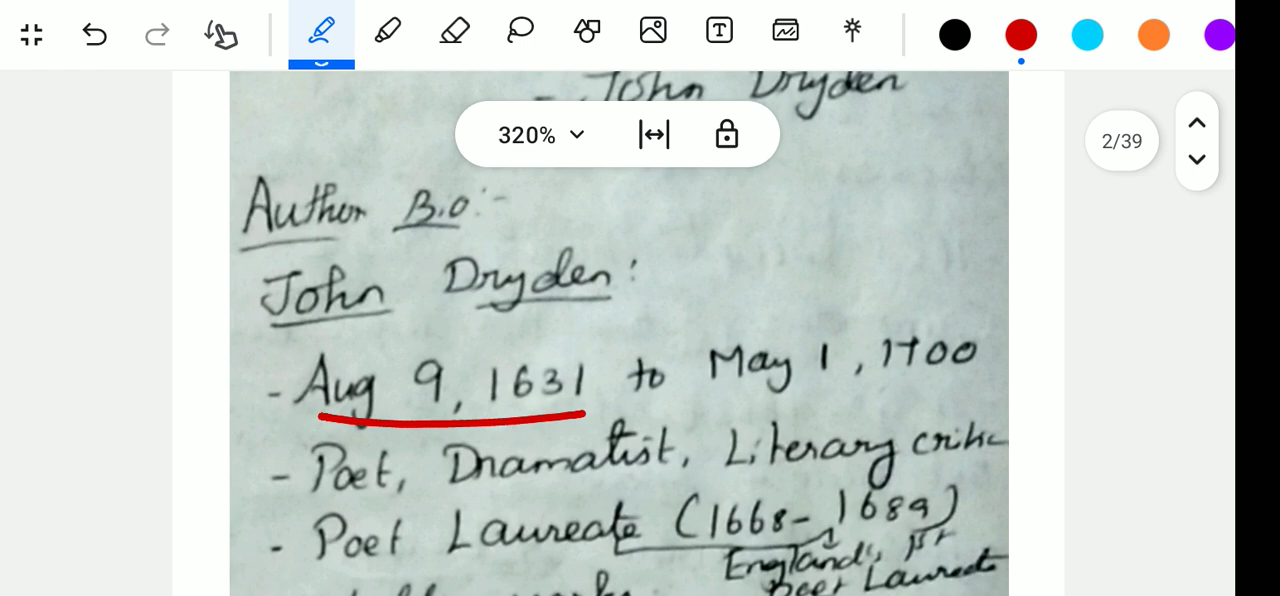 320%
2/39
- John Dryden
Author Bio:-
John Dryden:
- Aug 9, 1631 to May 1, 1700
- Poet, Dramatist, Literary critic
- Poet Laureate (1668-1689)
England's 1st
Poet Laureate